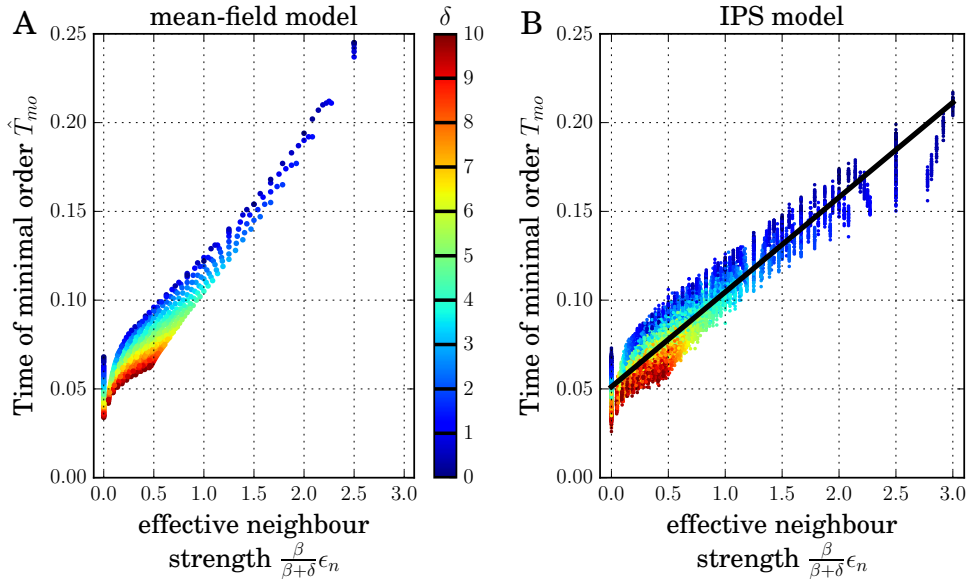 A
mean-field model
δ
B
IPS model
Time of minimal order T̂_mo
0.25
0.20
0.15
0.10
0.05
0.00
0.0 0.5 1.0 1.5 2.0 2.5 3.0
effective neighbour
strength β/(β+δ) ϵ_n
10
9
8
7
6
5
4
3
2
1
0
Time of minimal order T_mo
0.25
0.20
0.15
0.10
0.05
0.00
0.0 0.5 1.0 1.5 2.0 2.5 3.0
effective neighbour
strength β/(β+δ) ϵ_n